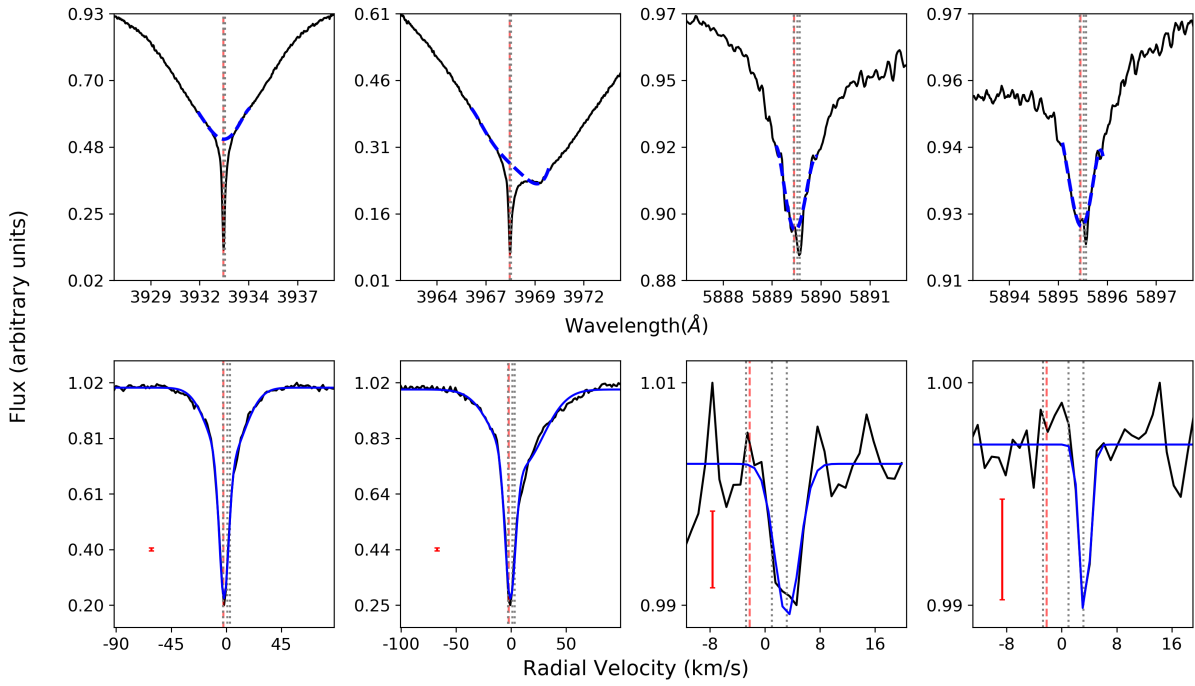 0.93 0.61 0.97 0.97
0.70 0.46 0.95 0.96
0.48 0.31 0.92 0.94
0.25 0.16 0.90 0.93
0.02 0.01 0.88 0.91
3929 3932 3934 3937 3964 3967 3969 3972 5888 5889 5890 5891 5894 5895 5896 5897
Wavelength(Å)
Flux (arbitrary units)
1.02 1.02 1.01 1.00
0.81 0.83
0.61 0.64
0.40 0.44
0.20 0.25 0.99 0.99
-90 -45 0 45 -100 -50 0 50 -8 0 8 16 -8 0 8 16
Radial Velocity (km/s)